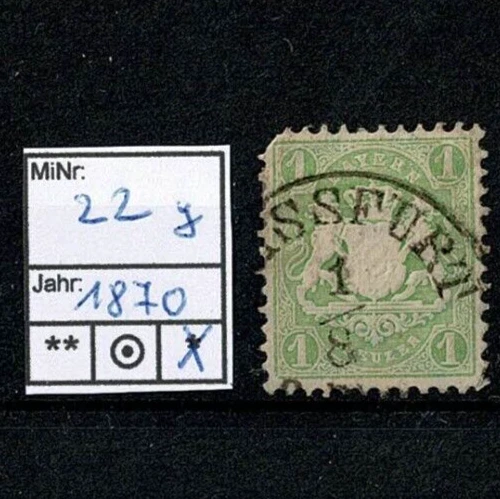 MiNr:
22 y
Jahr: 1870
** ⊙ *
X
1 BAYERN 1
SSFURT
1
8
1 KREUZER 1